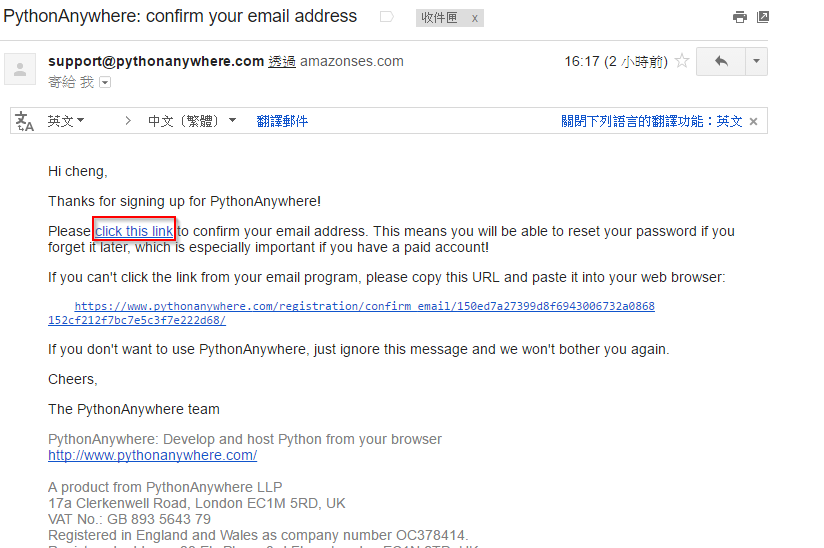 PythonAnywhere: confirm your email address 收件匣 x
support@pythonanywhere.com 透過 amazonses.com 16:17 (2 小時前)
寄給 我
英文 > 中文（繁體） 翻譯郵件 關閉下列語言的翻譯功能：英文 x
Hi cheng,
Thanks for signing up for PythonAnywhere!
Please click this link to confirm your email address. This means you will be able to reset your password if you
forget it later, which is especially important if you have a paid account!
If you can't click the link from your email program, please copy this URL and paste it into your web browser:
https://www.pythonanywhere.com/registration/confirm_email/150ed7a27399d8f6943006732a0868
152cf212f7bc7e5c3f7e222d68/
If you don't want to use PythonAnywhere, just ignore this message and we won't bother you again.
Cheers,
The PythonAnywhere team
PythonAnywhere: Develop and host Python from your browser
http://www.pythonanywhere.com/
A product from PythonAnywhere LLP
17a Clerkenwell Road, London EC1M 5RD, UK
VAT No.: GB 893 5643 79
Registered in England and Wales as company number OC378414.